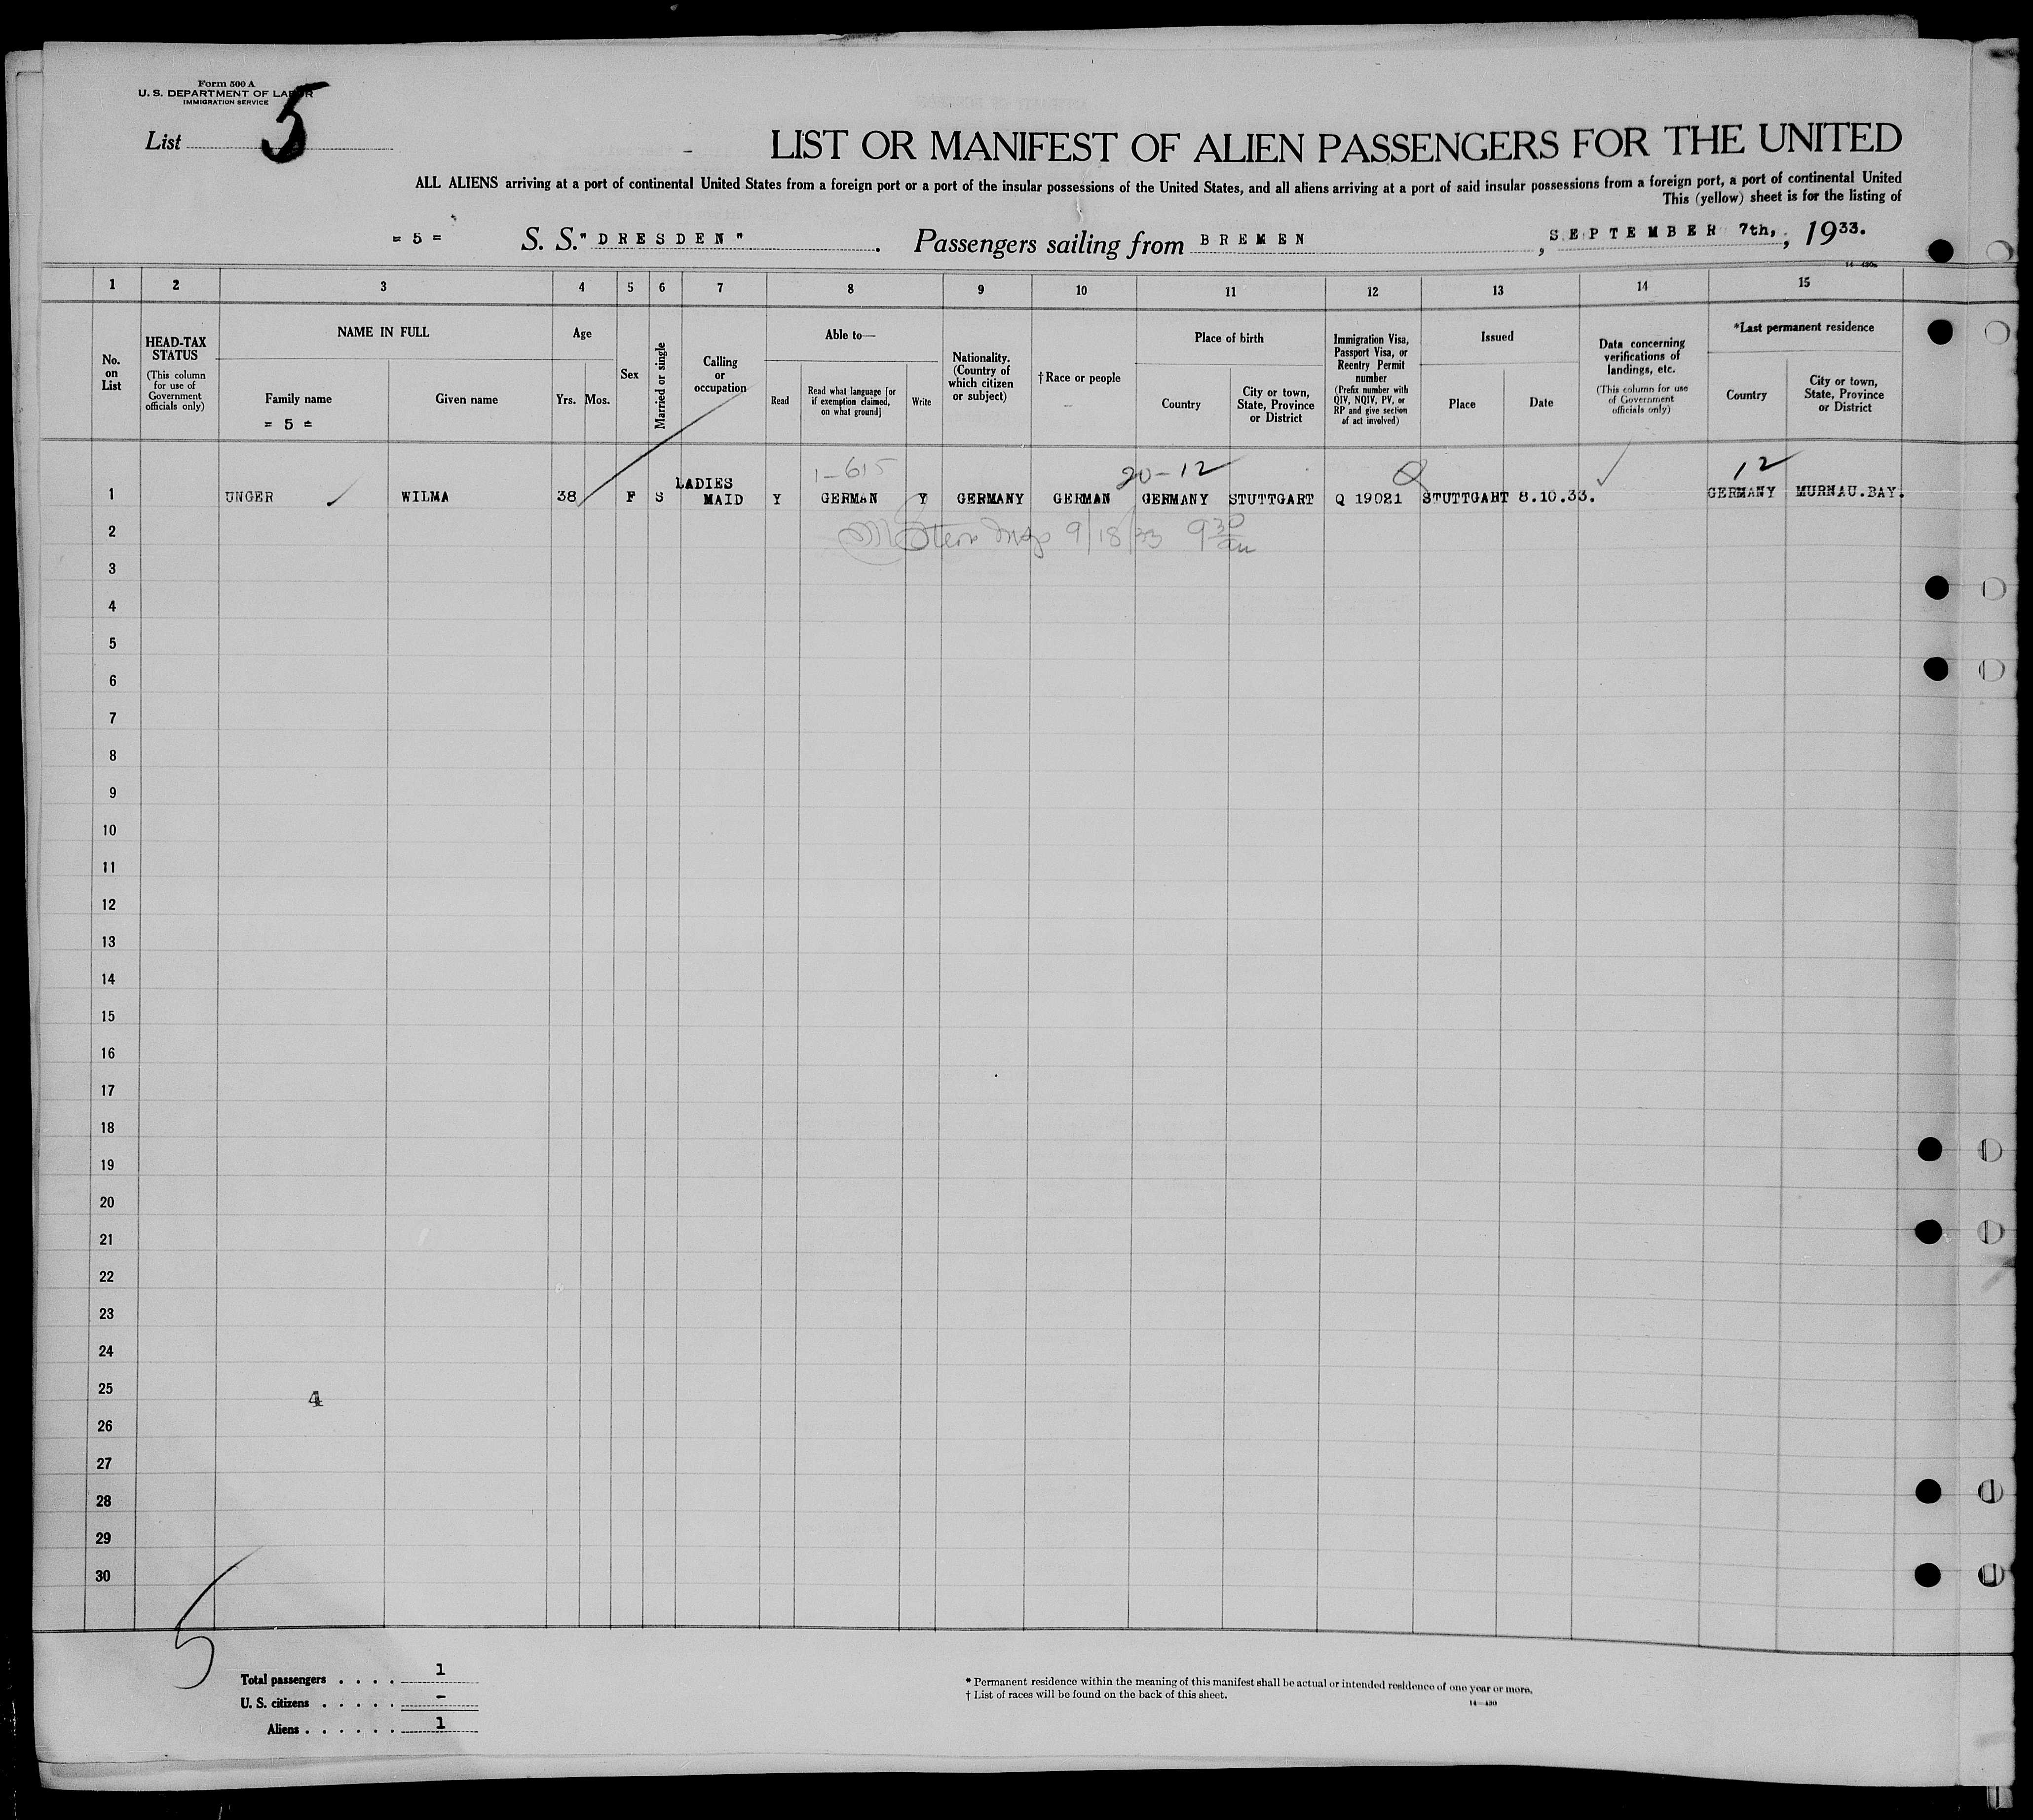 Form 500 A
U. S. DEPARTMENT OF LABOR
IMMIGRATION SERVICE
List 5
LIST OR MANIFEST OF ALIEN PASSENGERS FOR THE UNITED
ALL ALIENS arriving at a port of continental United States from a foreign port or a port of the insular possessions of the United States, and all aliens arriving at a port of said insular possessions from a foreign port, a port of continental United
This (yellow) sheet is for the listing of
= 5 = S. S. "DRESDEN" . Passengers sailing from BREMEN , SEPTEMBER 7th, , 1933.
14—430a
1 2 3 4 5 6 7 8 9 10 11 12 13 14 15
No. on List
HEAD-TAX STATUS
(This column for use of Government officials only)
NAME IN FULL
Family name
= 5 =
Given name
Age
Yrs. Mos.
Sex
Married or single
Calling or occupation
Able to—
Read
Read what language [or if exemption claimed, on what ground]
Write
Nationality. (Country of which citizen or subject)
† Race or people
Place of birth
Country
City or town, State, Province or District
Immigration Visa, Passport Visa, or Reentry Permit number
(Prefix number with QIV, NQIV, PV, or RP and give section of act involved)
Issued
Place
Date
Data concerning verifications of landings, etc.
(This column for use of Government officials only)
*Last permanent residence
Country
City or town, State, Province or District
1-615 20-12 Q 12
1 UNGER WILMA 38 F S LADIES MAID Y GERMAN Y GERMANY GERMAN GERMANY STUTTGART Q 19021 STUTTGART 8.10.33. GERMANY MURNAU.BAY.
2 9/18/33 9 30 am
3
4
5
6
7
8
9
10
11
12
13
14
15
16
17
18
19
20
21
22
23
24
25 4
26
27
28
29
30
5
Total passengers . . . . 1
U. S. citizens . . . . . -
Aliens . . . . . . 1
* Permanent residence within the meaning of this manifest shall be actual or intended residence of one year or more.
† List of races will be found on the back of this sheet.
14—430